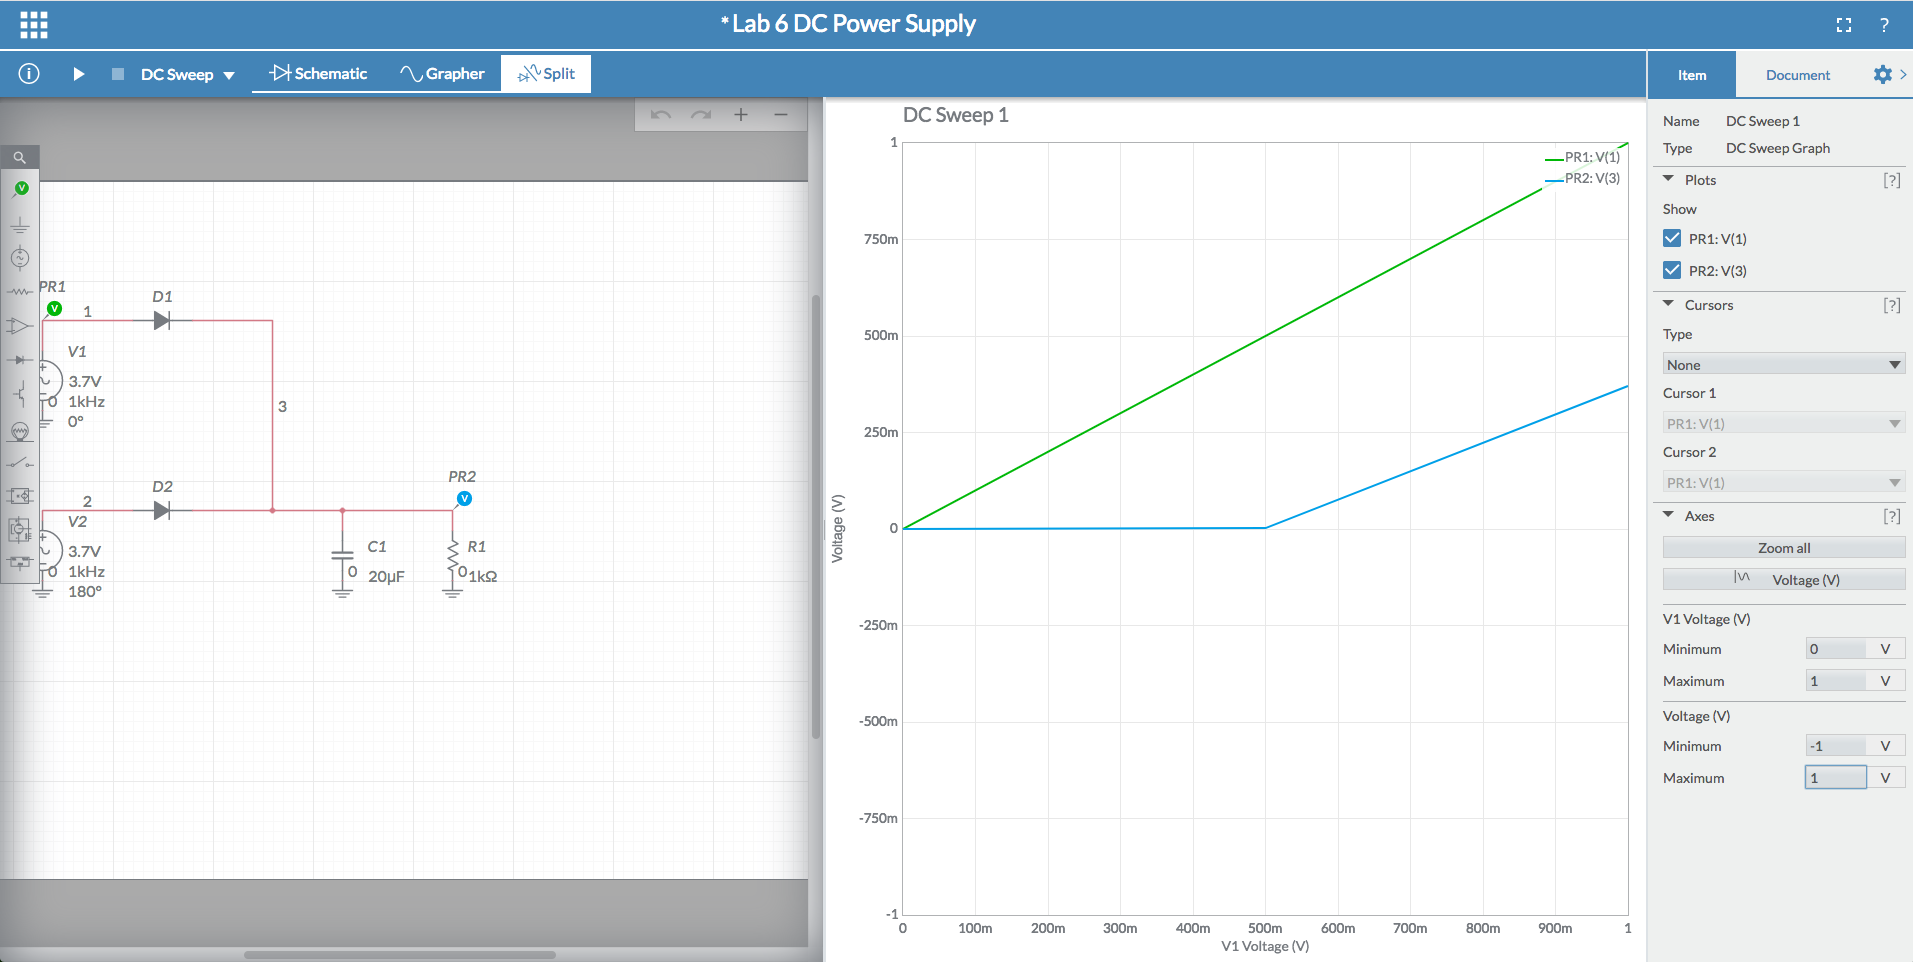 * Lab 6 DC Power Supply
?
DC Sweep
Schematic
Grapher
Split
Item
Document
PR1
V
1
D1
V1
3.7V
0 1kHz
0°
3
2
D2
V2
3.7V
0 1kHz
180°
PR2
V
C1
0 20µF
R1
0 1kΩ
DC Sweep 1
PR1: V(1)
PR2: V(3)
1
750m
500m
250m
0
-250m
-500m
-750m
-1
Voltage (V)
0 100m 200m 300m 400m 500m 600m 700m 800m 900m 1
V1 Voltage (V)
Name DC Sweep 1
Type DC Sweep Graph
Plots [?]
Show
PR1: V(1)
PR2: V(3)
Cursors [?]
Type
None
Cursor 1
PR1: V(1)
Cursor 2
PR1: V(1)
Axes [?]
Zoom all
Voltage (V)
V1 Voltage (V)
Minimum 0 V
Maximum 1 V
Voltage (V)
Minimum -1 V
Maximum 1 V